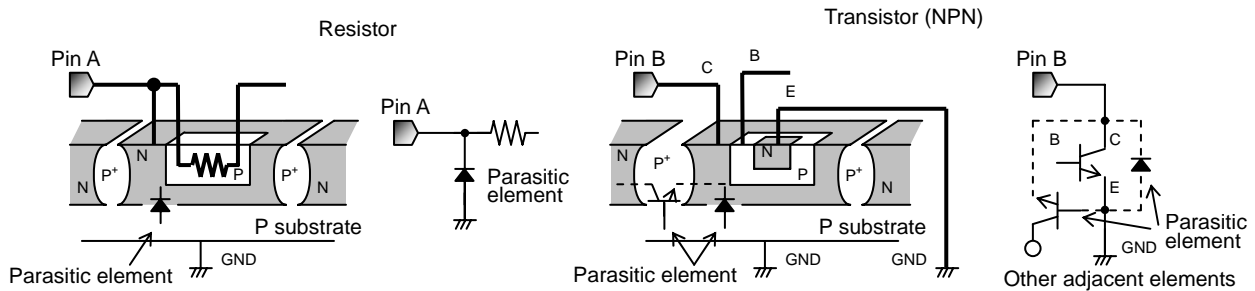 Resistor
Transistor (NPN)
Pin A
Pin B
C
B
E
Pin B
Pin A
N
N
P+
P
P+
N
Parasitic
element
N
N
P+
N
P
P+
N
B
C
E
P substrate
GND
Parasitic element
P substrate
GND
GND
Parasitic element
GND
Parasitic
element
Other adjacent elements